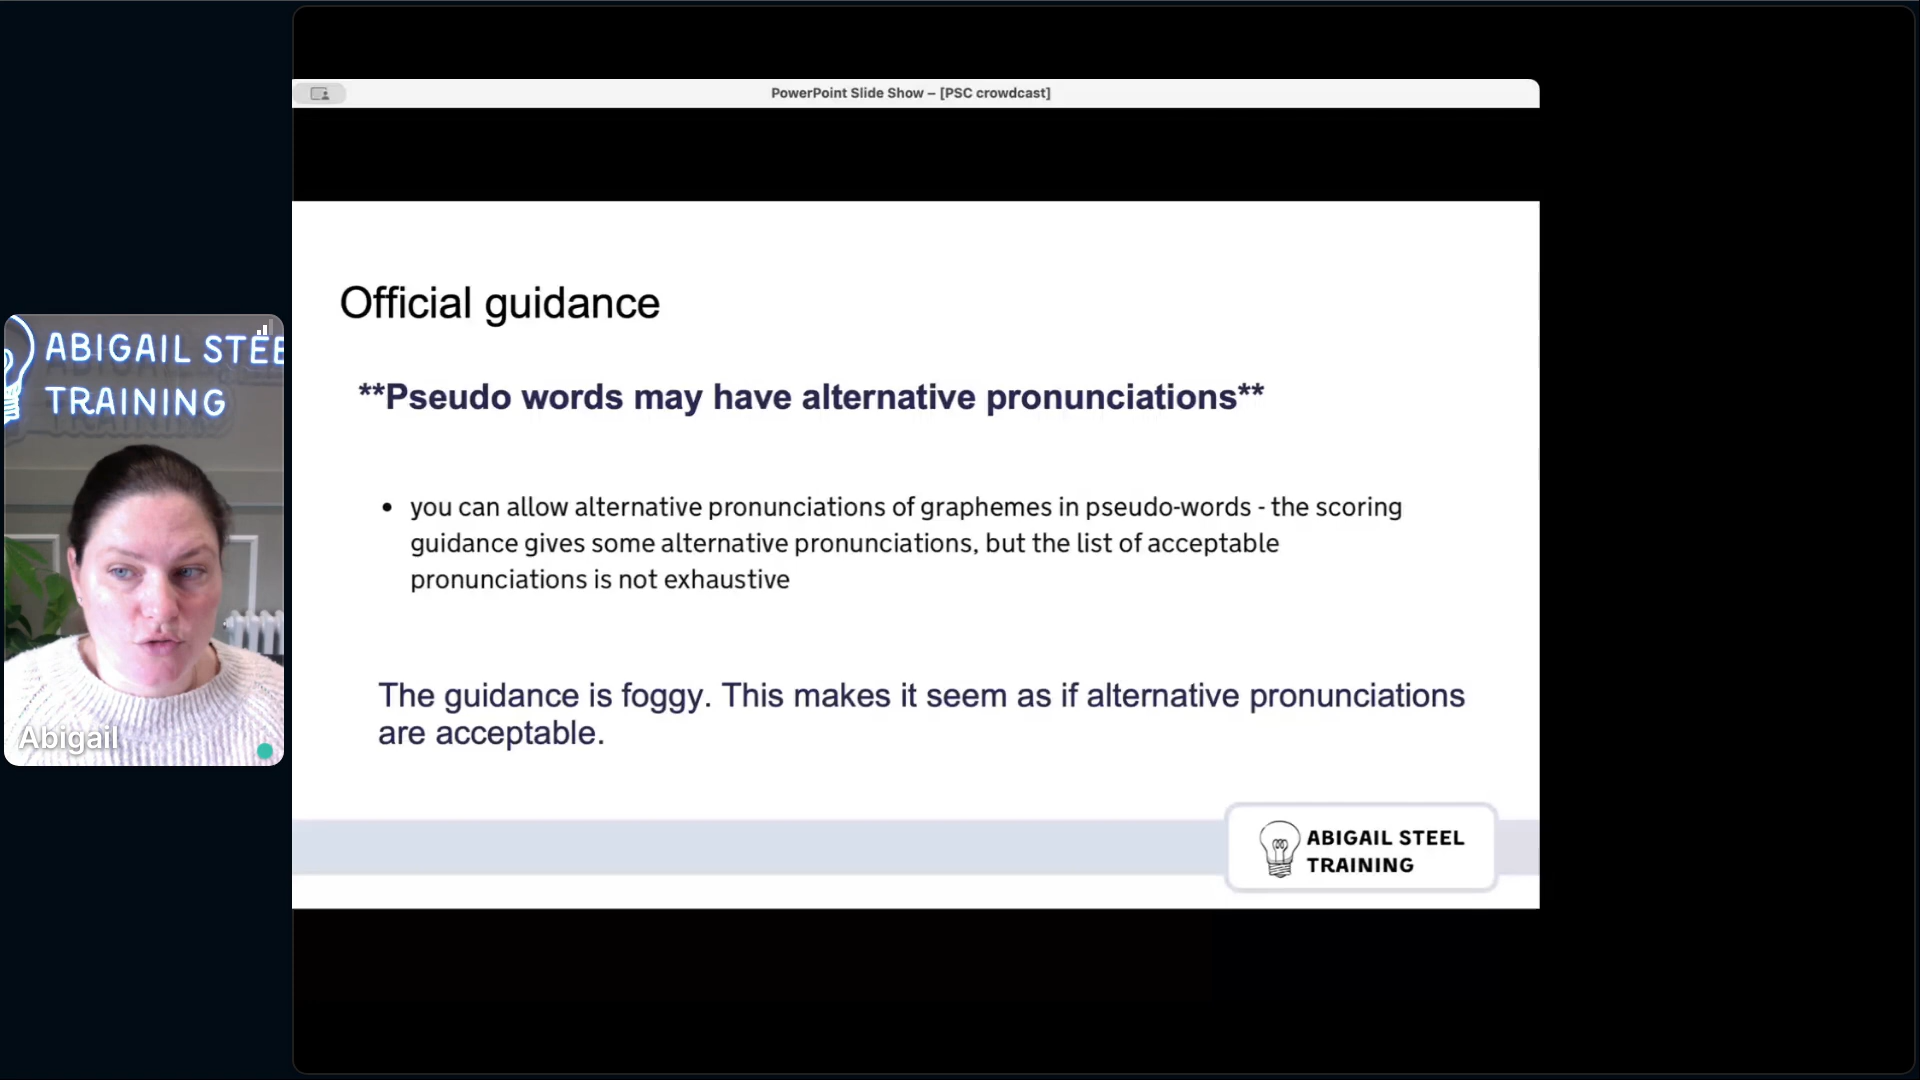 PowerPoint Slide Show – [PSC crowdcast]
Official guidance
**Pseudo words may have alternative pronunciations**
• you can allow alternative pronunciations of graphemes in pseudo-words - the scoring
guidance gives some alternative pronunciations, but the list of acceptable
pronunciations is not exhaustive
The guidance is foggy. This makes it seem as if alternative pronunciations
are acceptable.
ABIGAIL STEEL
TRAINING
ABIGAIL STEE
TRAINING
Abigail